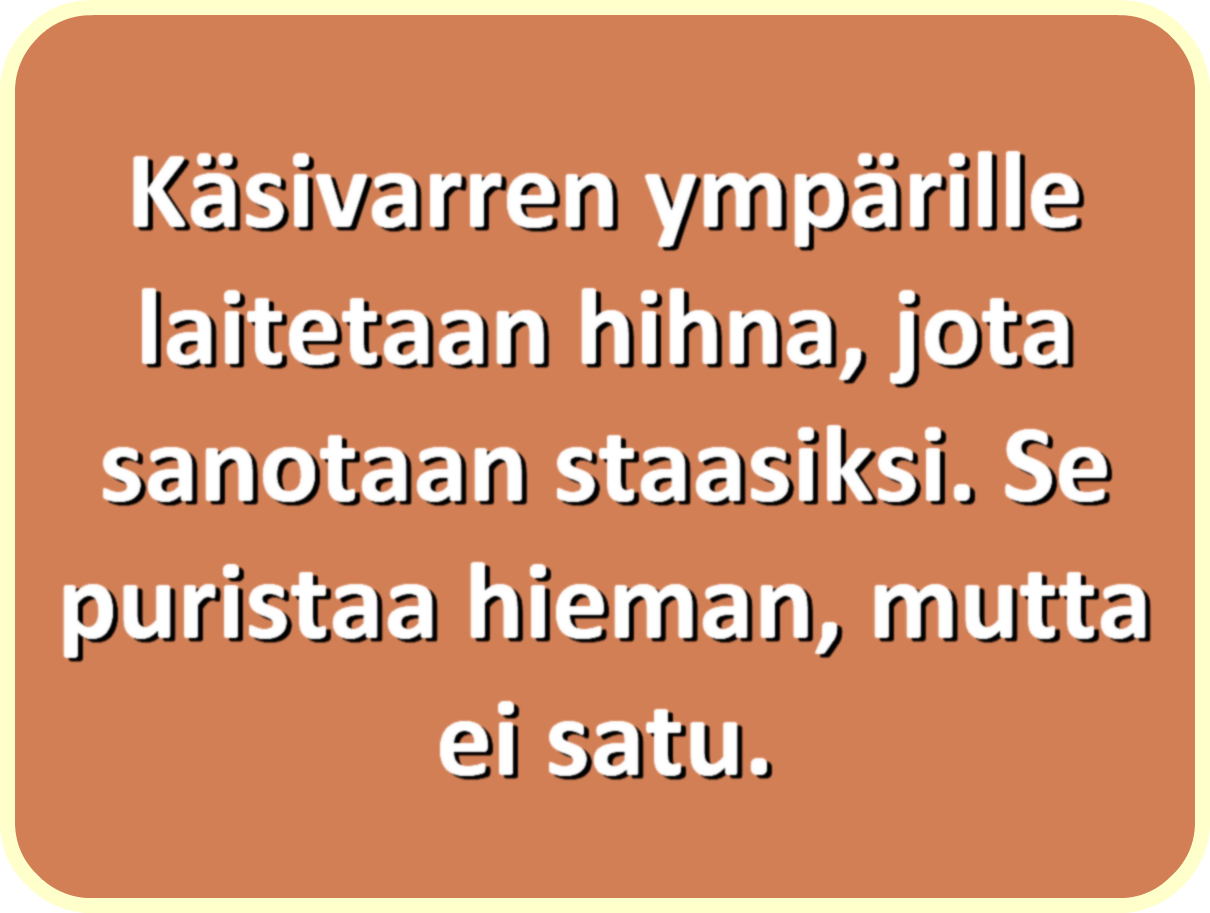 Käsivarren ympärille
laitetaan hihna, jota
sanotaan staasiksi. Se
puristaa hieman, mutta
ei satu.